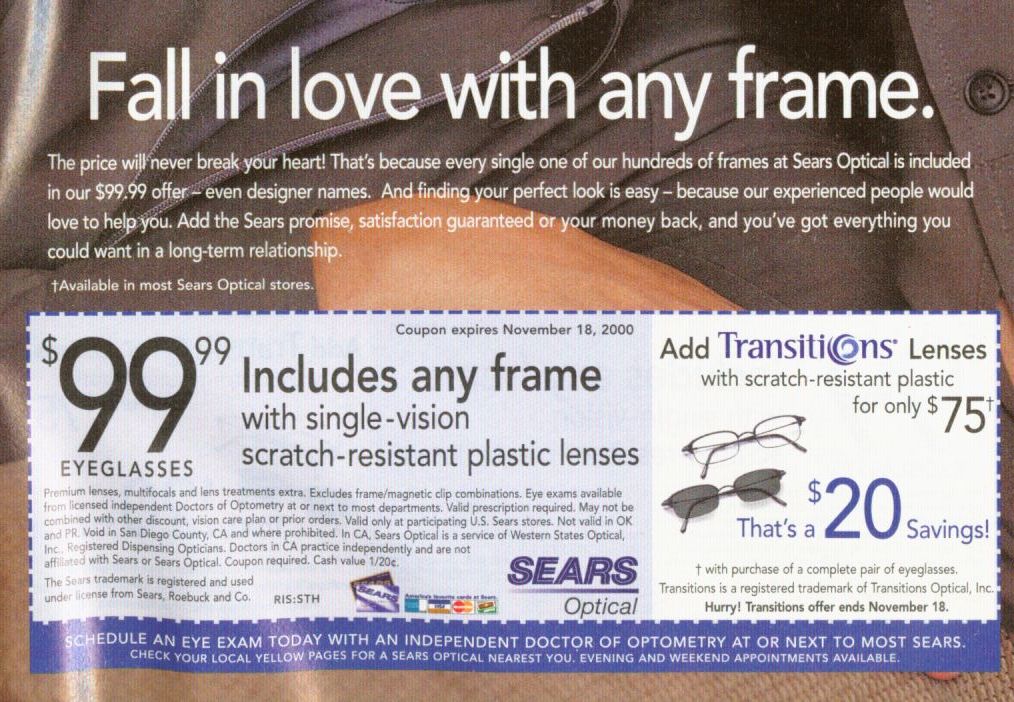 Fall in love with any frame.
The price will never break your heart! That's because every single one of our hundreds of frames at Sears Optical is included
in our $99.99 offer – even designer names. And finding your perfect look is easy – because our experienced people would
love to help you. Add the Sears promise, satisfaction guaranteed or your money back, and you've got everything you
could want in a long-term relationship.
†Available in most Sears Optical stores.
$99.99
EYEGLASSES
Coupon expires November 18, 2000
Includes any frame
with single-vision
scratch-resistant plastic lenses
Premium lenses, multifocals and lens treatments extra. Excludes frame/magnetic clip combinations. Eye exams available
from licensed independent Doctors of Optometry at or next to most departments. Valid prescription required. May not be
combined with other discount, vision care plan or prior orders. Valid only at participating U.S. Sears stores. Not valid in OK
and PR. Void in San Diego County, CA and where prohibited. In CA, Sears Optical is a service of Western States Optical,
Inc., Registered Dispensing Opticians. Doctors in CA practice independently and are not
affiliated with Sears or Sears Optical. Coupon required. Cash value 1/20¢.
The Sears trademark is registered and used
under license from Sears, Roebuck and Co.
RIS:STH
SEARS
America's favourite cards at Sears.
VISA
SEARS
Optical
Add Transitions® Lenses
with scratch-resistant plastic
for only $75†
That's a $20 Savings!
† with purchase of a complete pair of eyeglasses.
Transitions is a registered trademark of Transitions Optical, Inc.
Hurry! Transitions offer ends November 18.
SCHEDULE AN EYE EXAM TODAY WITH AN INDEPENDENT DOCTOR OF OPTOMETRY AT OR NEXT TO MOST SEARS.
CHECK YOUR LOCAL YELLOW PAGES FOR A SEARS OPTICAL NEAREST YOU. EVENING AND WEEKEND APPOINTMENTS AVAILABLE.